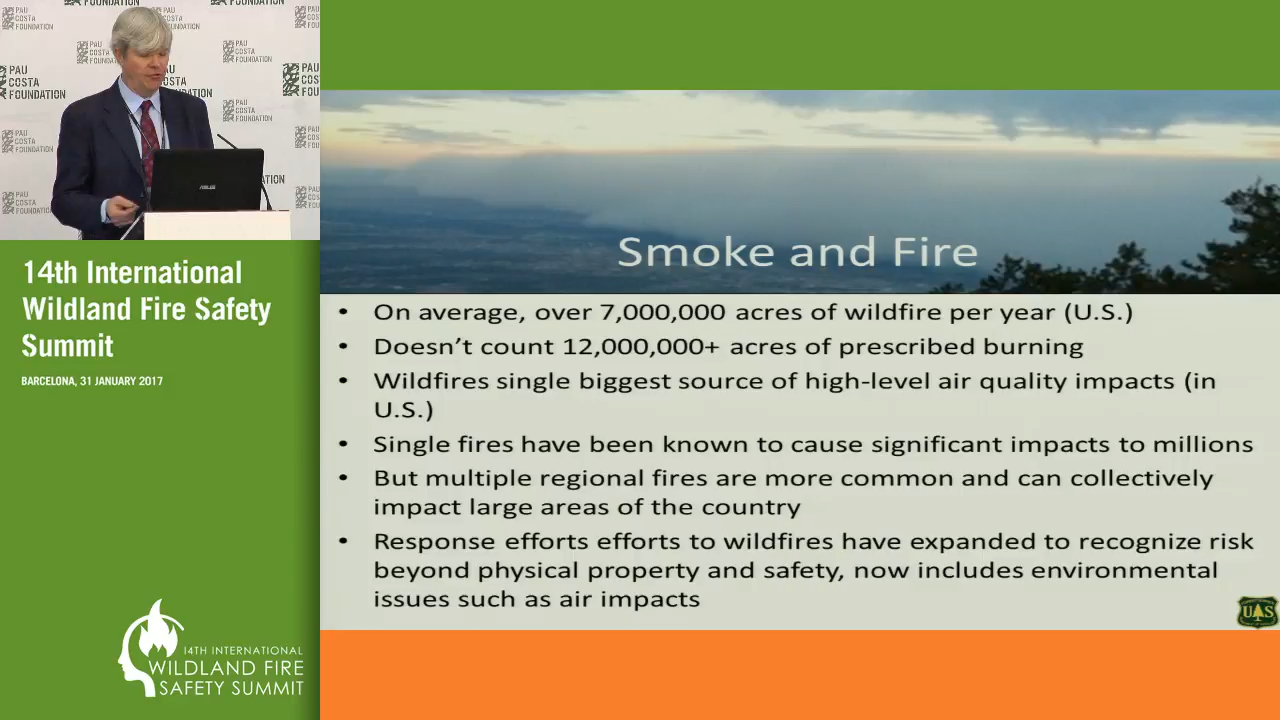 PAU
COSTA
FOUNDATION
14th International
Wildland Fire Safety
Summit
BARCELONA, 31 JANUARY 2017
14TH INTERNATIONAL
WILDLAND FIRE
SAFETY SUMMIT
Smoke and Fire
• On average, over 7,000,000 acres of wildfire per year (U.S.)
• Doesn't count 12,000,000+ acres of prescribed burning
• Wildfires single biggest source of high-level air quality impacts (in
U.S.)
• Single fires have been known to cause significant impacts to millions
• But multiple regional fires are more common and can collectively
impact large areas of the country
• Response efforts efforts to wildfires have expanded to recognize risk
beyond physical property and safety, now includes environmental
issues such as air impacts
UAS